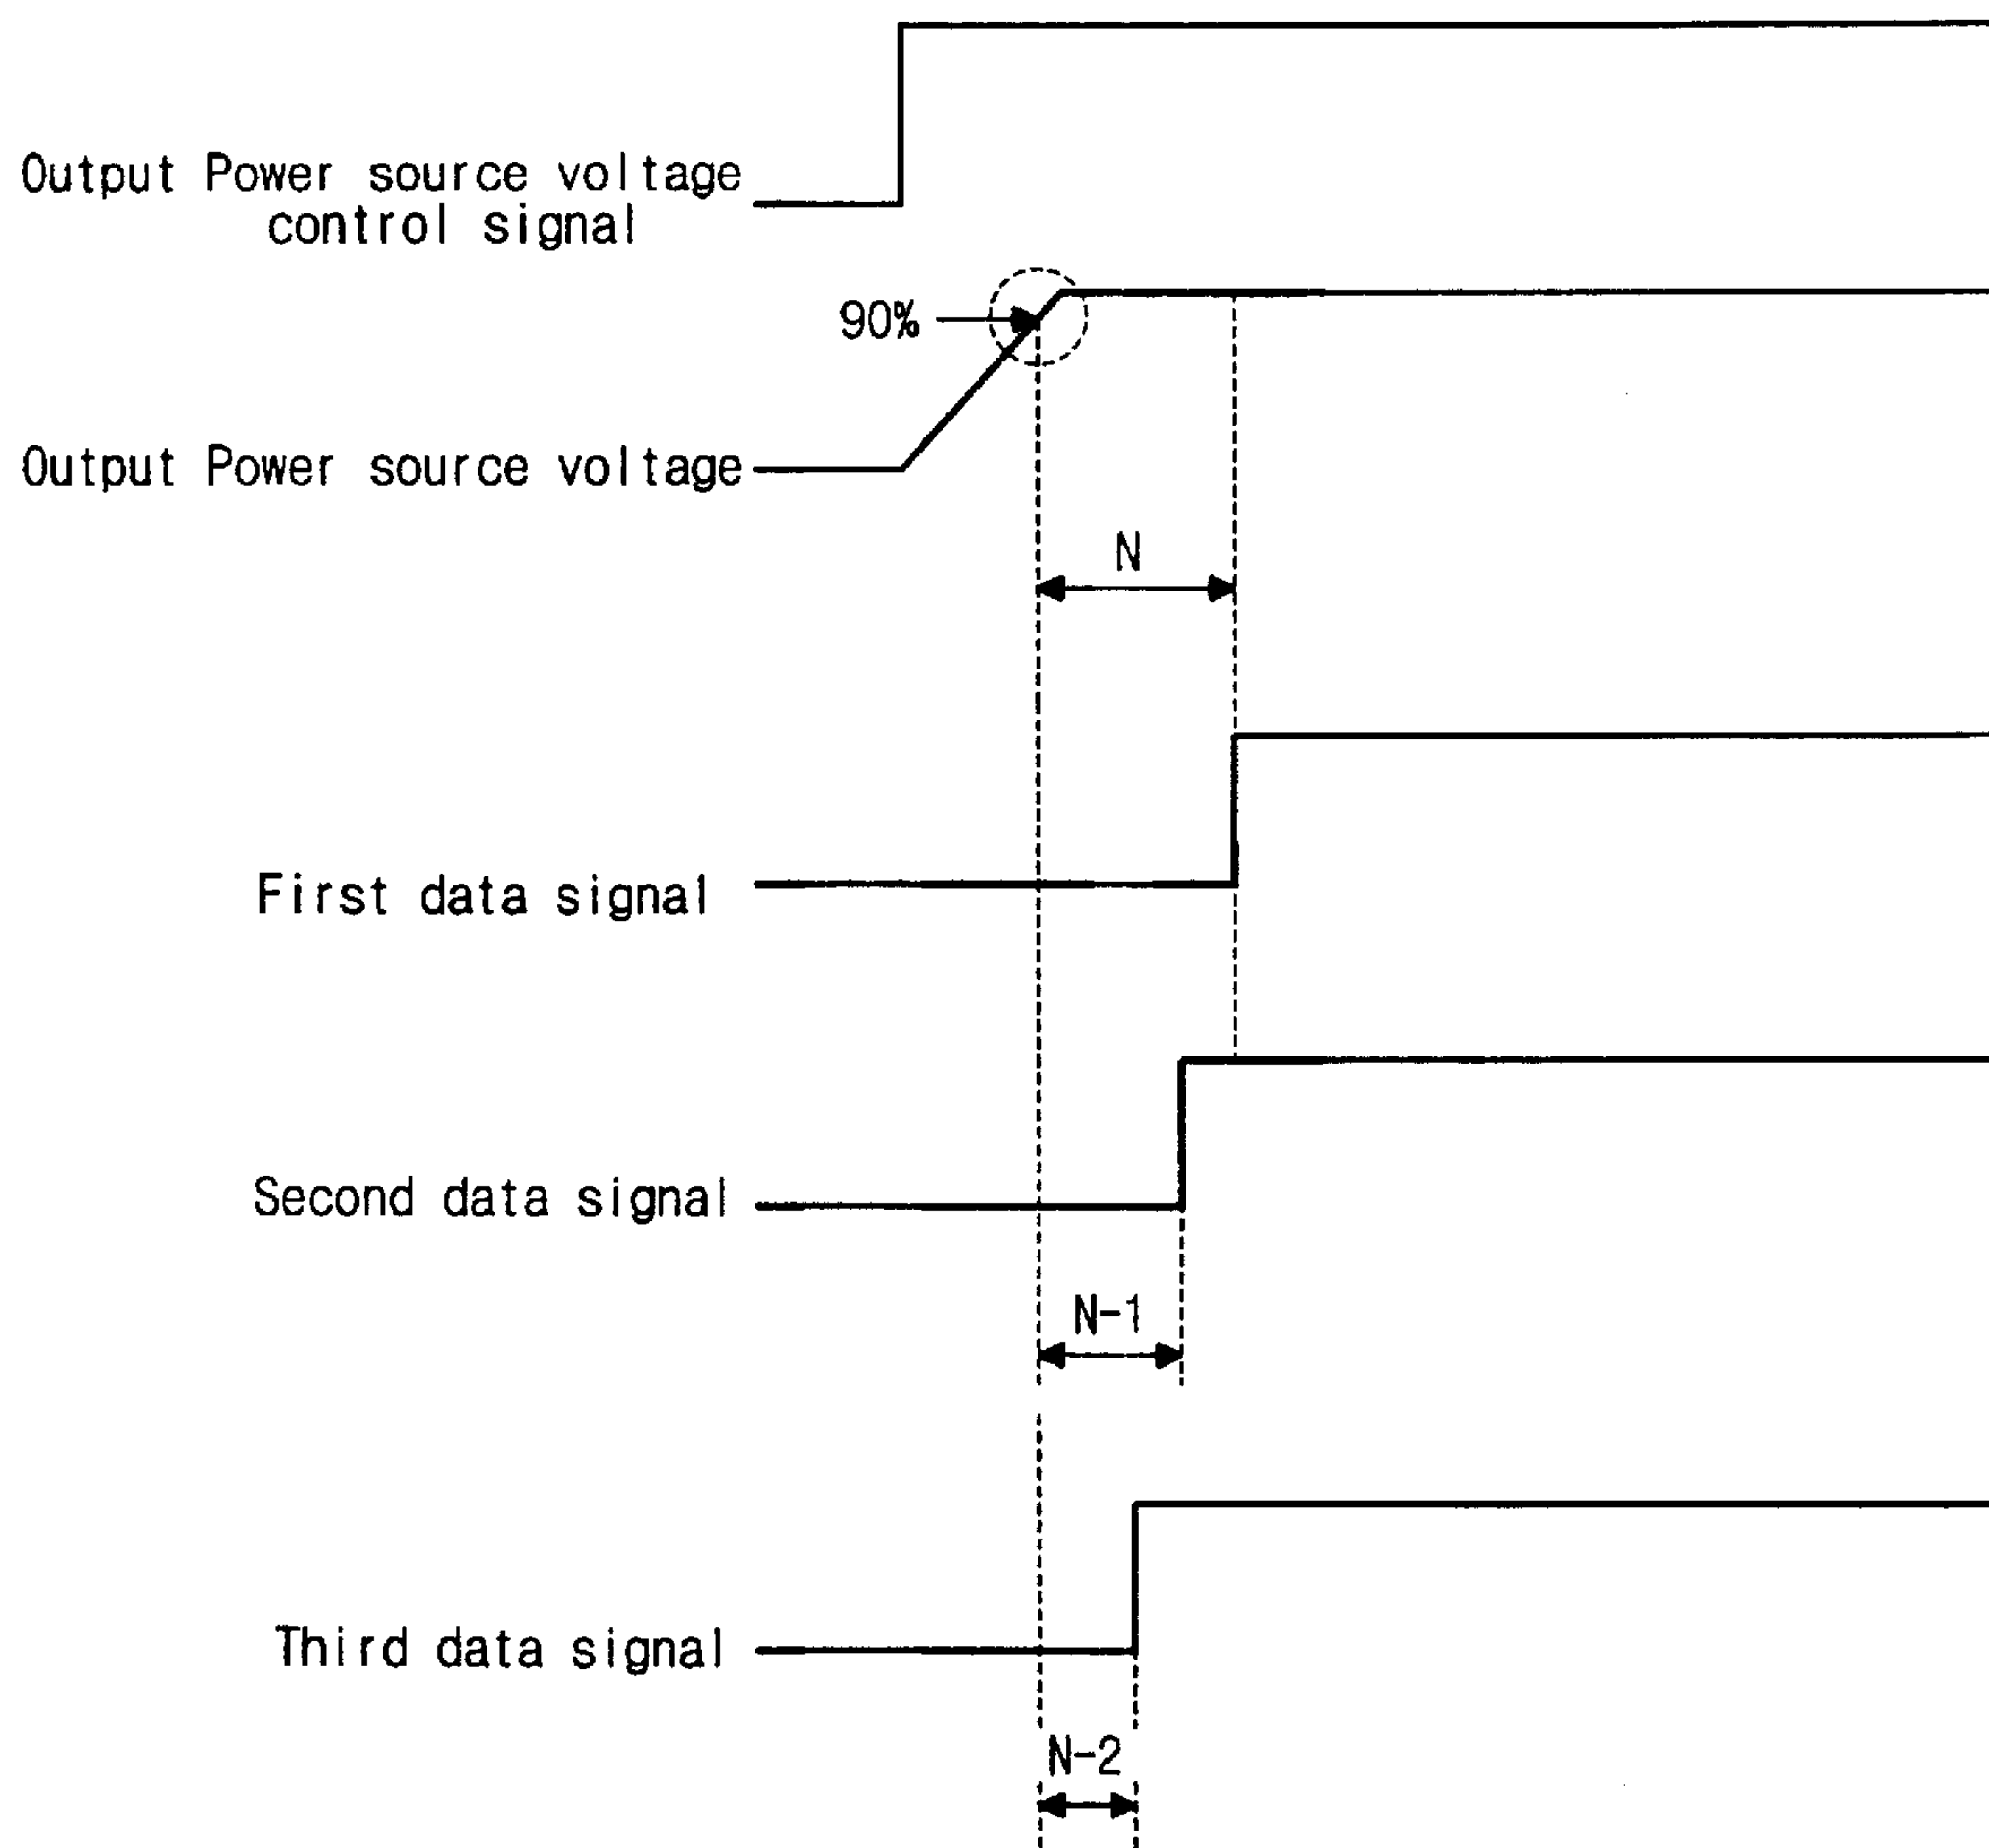 Output Power source voltage
control signal
90%
Output Power source voltage
N
First data signal
Second data signal
N-1
Third data signal
N-2